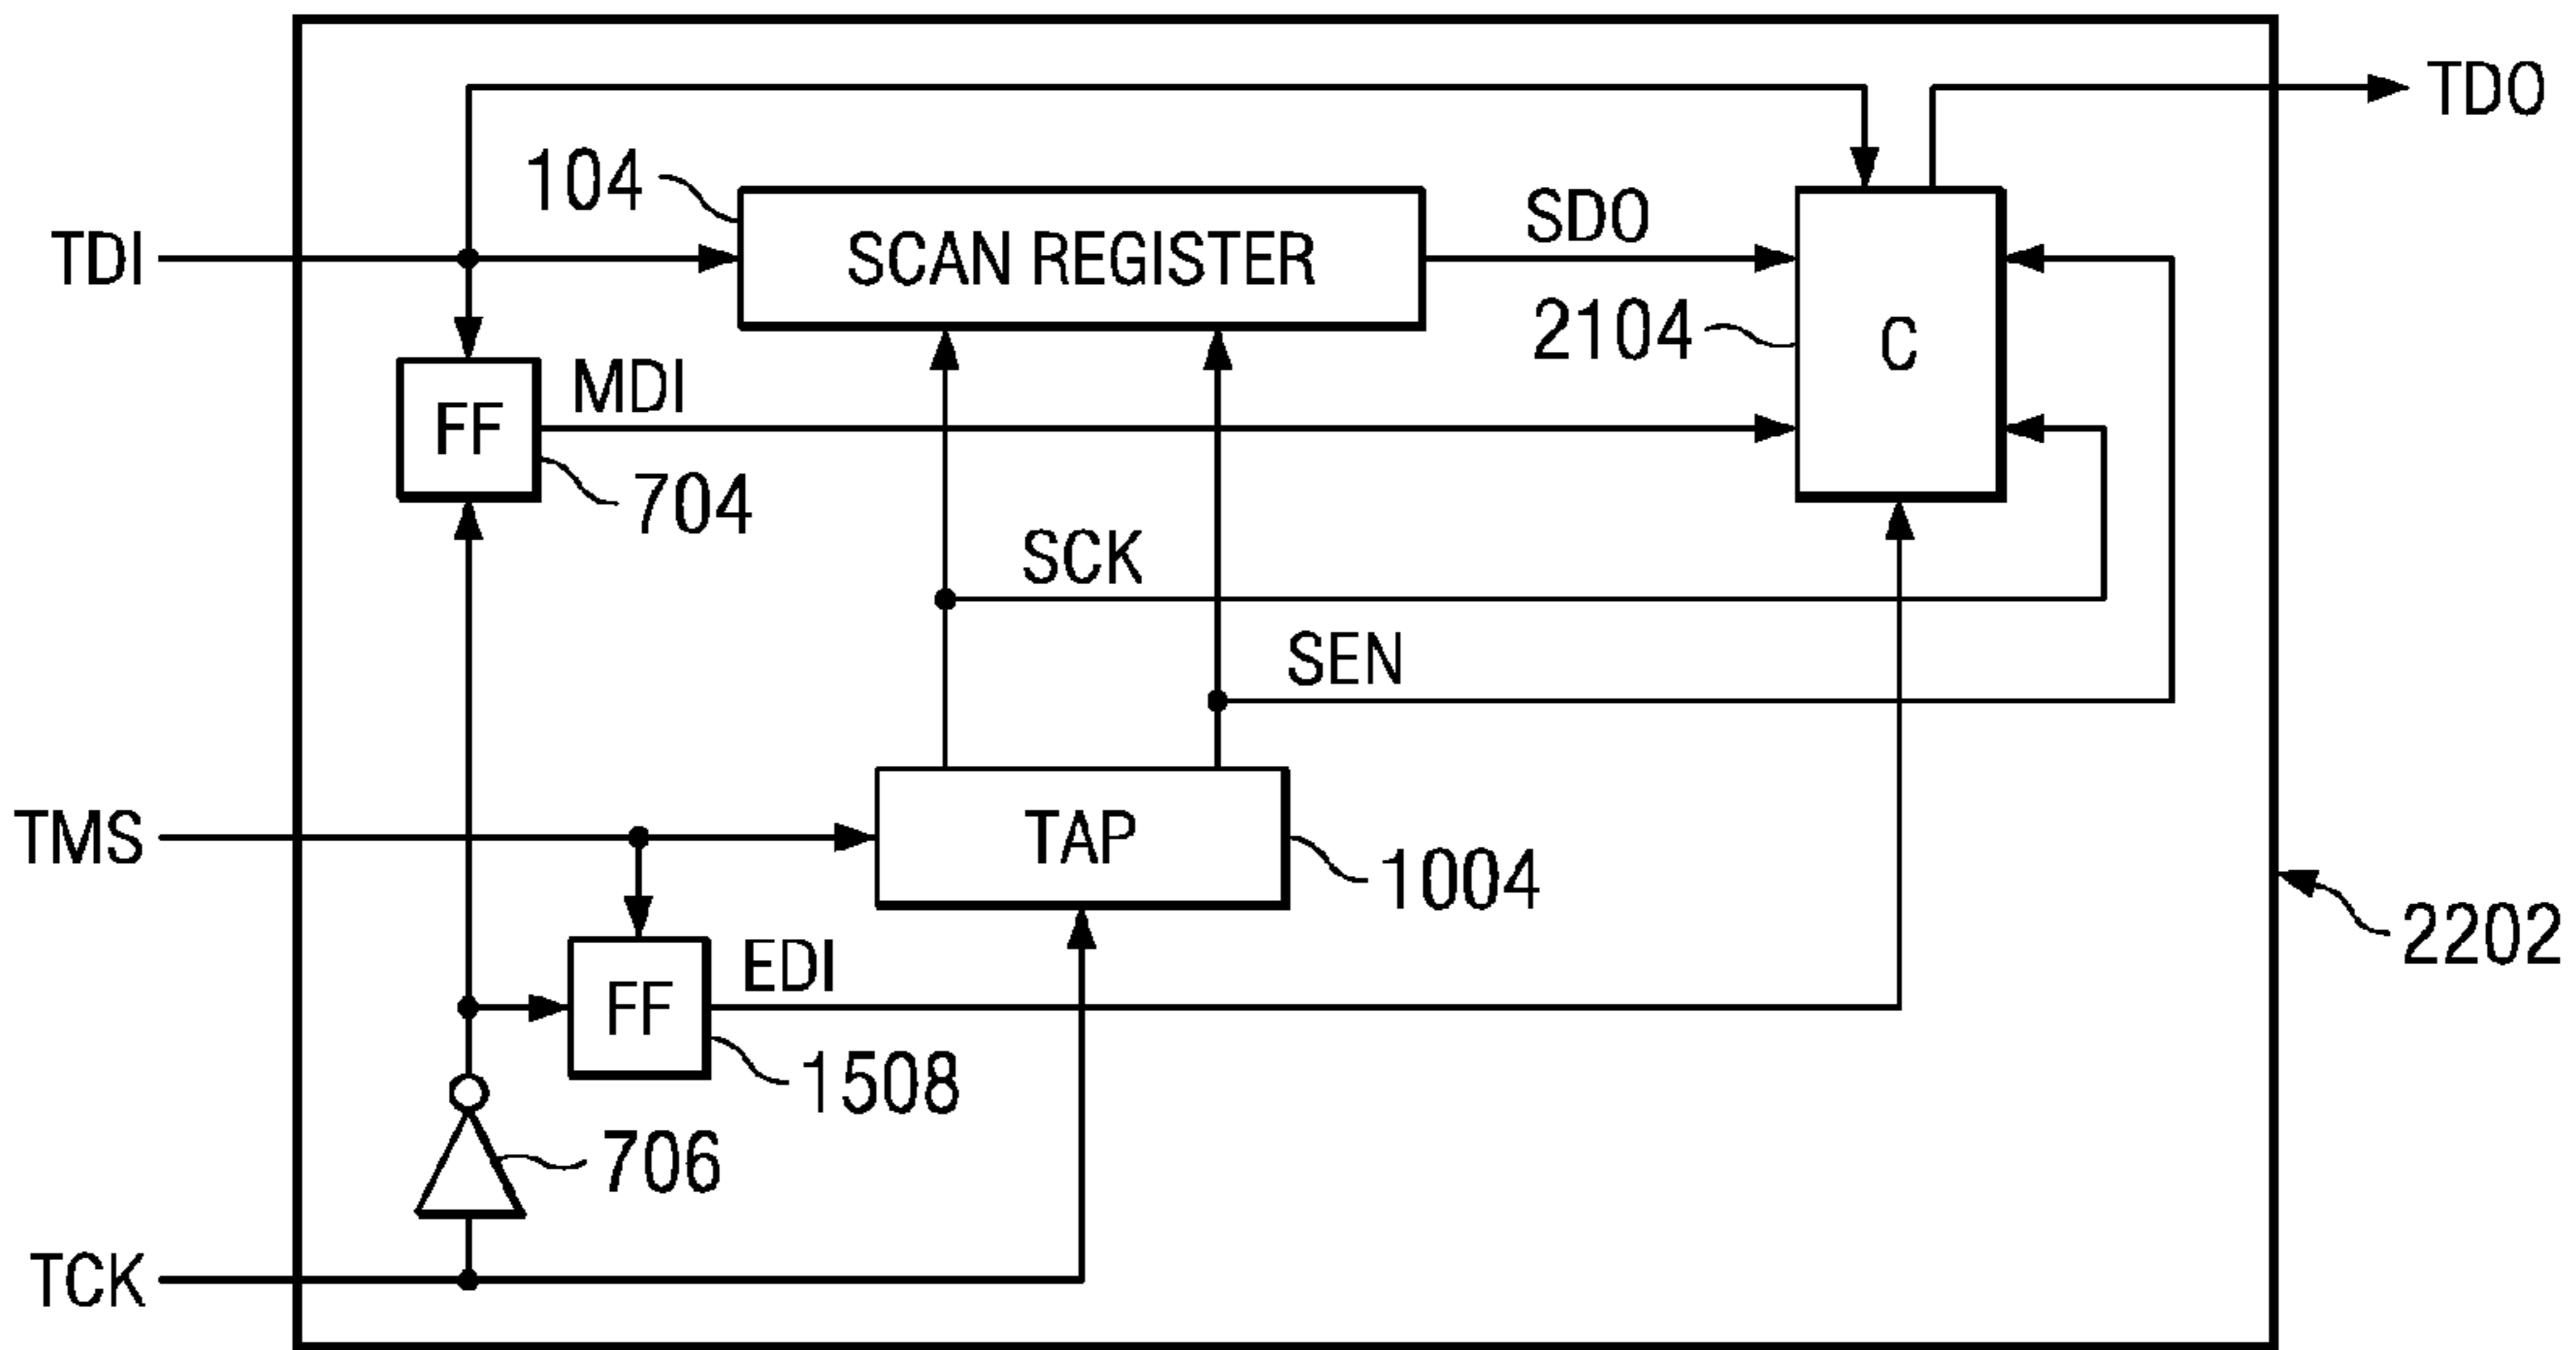 TDO
104
SDO
TDI
SCAN REGISTER
2104
C
MDI
FF
704
SCK
SEN
TMS
TAP
1004
2202
EDI
FF
1508
706
TCK